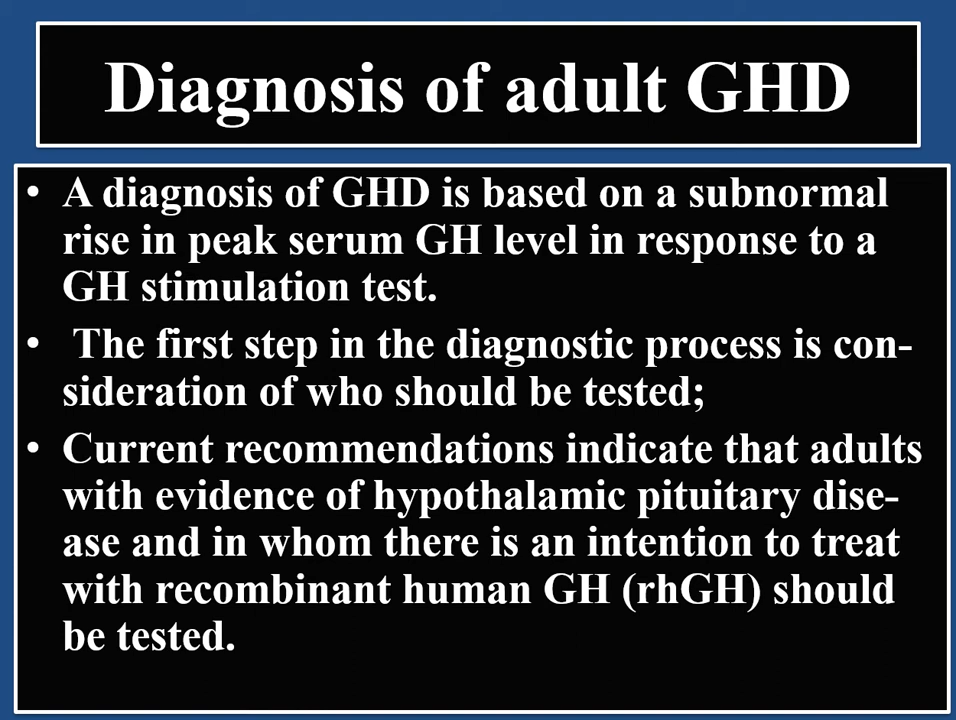 Diagnosis of adult GHD
• A diagnosis of GHD is based on a subnormal
rise in peak serum GH level in response to a
GH stimulation test.
• The first step in the diagnostic process is con-
sideration of who should be tested;
• Current recommendations indicate that adults
with evidence of hypothalamic pituitary dise-
ase and in whom there is an intention to treat
with recombinant human GH (rhGH) should
be tested.